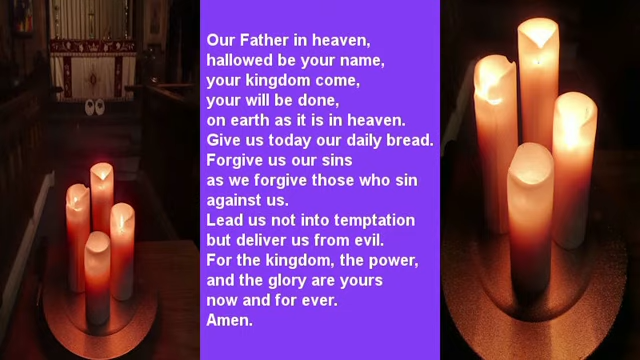 Our Father in heaven,
hallowed be your name,
your kingdom come,
your will be done,
on earth as it is in heaven.
Give us today our daily bread.
Forgive us our sins
as we forgive those who sin
against us.
Lead us not into temptation
but deliver us from evil.
For the kingdom, the power,
and the glory are yours
now and for ever.
Amen.